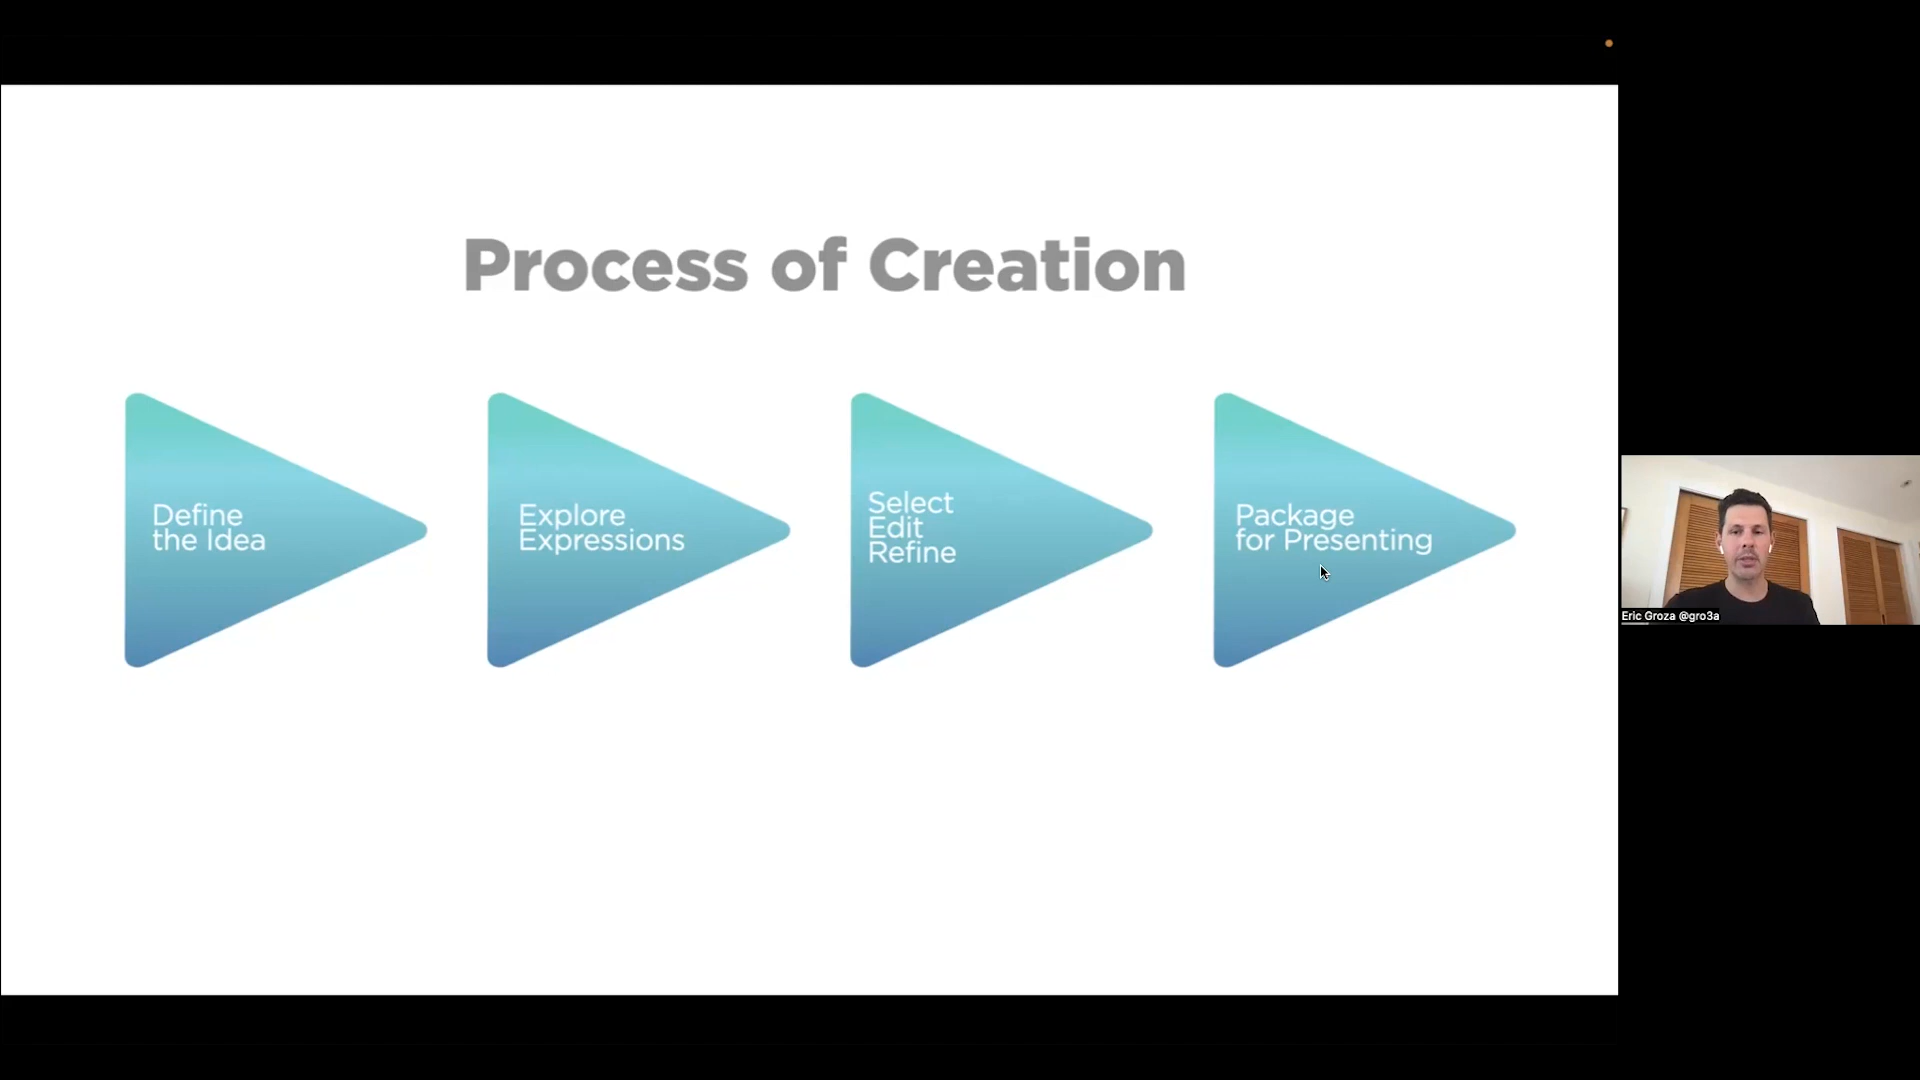 Process of Creation
Define
the Idea
Explore
Expressions
Select
Edit
Refine
Package
for Presenting
Eric Groza @gro3a